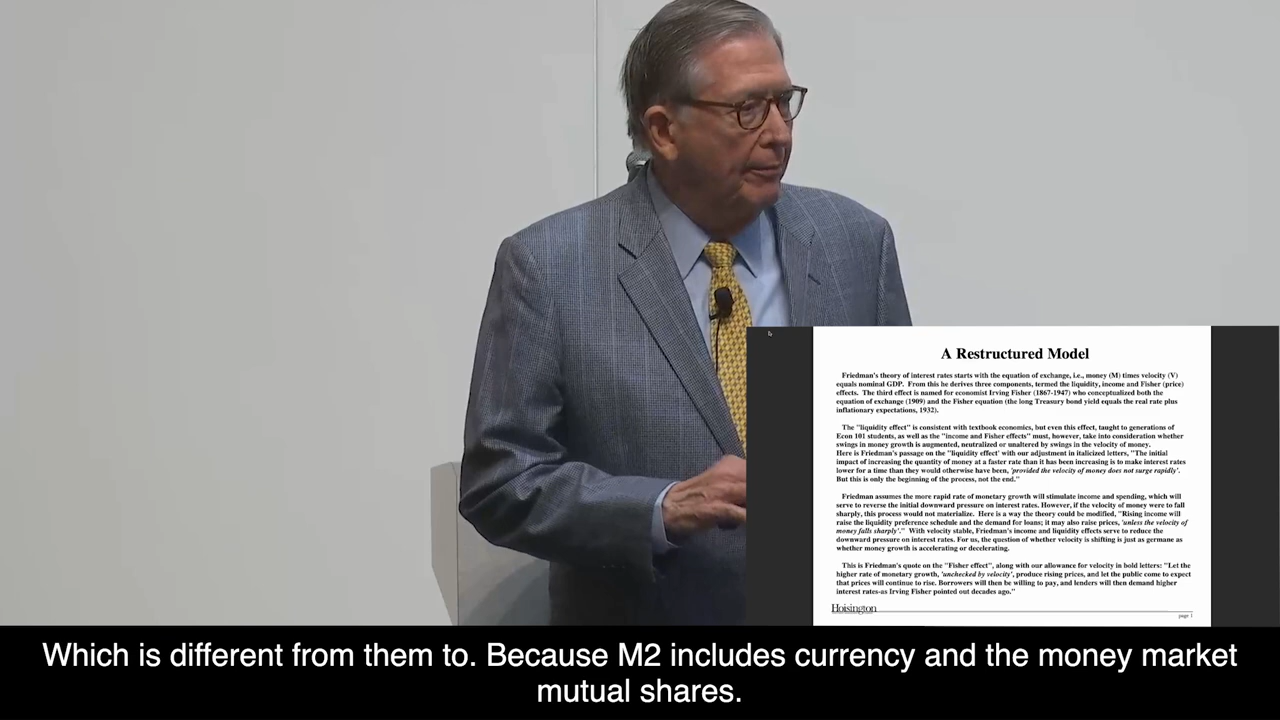 A Restructured Model
Friedman's theory of interest rates starts with the equation of exchange, i.e., money (M) times velocity (V)
equals nominal GDP. From this he derives three components, termed the liquidity, income and Fisher (price)
effects. The third effect is named for economist Irving Fisher (1867-1947) who conceptualized both the
equation of exchange (1909) and the Fisher equation (the long Treasury bond yield equals the real rate plus
inflationary expectations, 1932).
The "liquidity effect" is consistent with textbook economics, but even this effect, taught to generations of
Econ 101 students, as well as the "income and Fisher effects" must, however, take into consideration whether
swings in money growth is augmented, neutralized or unaltered by swings in the velocity of money.
Here is Friedman's passage on the "liquidity effect' with our adjustment in italicized letters, "The initial
impact of increasing the quantity of money at a faster rate than it has been increasing is to make interest rates
lower for a time than they would otherwise have been, 'provided the velocity of money does not surge rapidly'.
But this is only the beginning of the process, not the end."
Friedman assumes the more rapid rate of monetary growth will stimulate income and spending, which will
serve to reverse the initial downward pressure on interest rates. However, if the velocity of money were to fall
sharply, this process would not materialize. Here is a way the theory could be modified, "Rising income will
raise the liquidity preference schedule and the demand for loans; it may also raise prices, 'unless the velocity of
money falls sharply'." With velocity stable, Friedman's income and liquidity effects serve to reduce the
downward pressure on interest rates. For us, the question of whether velocity is shifting is just as germane as
whether money growth is accelerating or decelerating.
This is Friedman's quote on the "Fisher effect", along with our allowance for velocity in bold letters: "Let the
higher rate of monetary growth, 'unchecked by velocity', produce rising prices, and let the public come to expect
that prices will continue to rise. Borrowers will then be willing to pay, and lenders will then demand higher
interest rates-as Irving Fisher pointed out decades ago."
Hoisington
page 1
Which is different from them to. Because M2 includes currency and the money market
mutual shares.